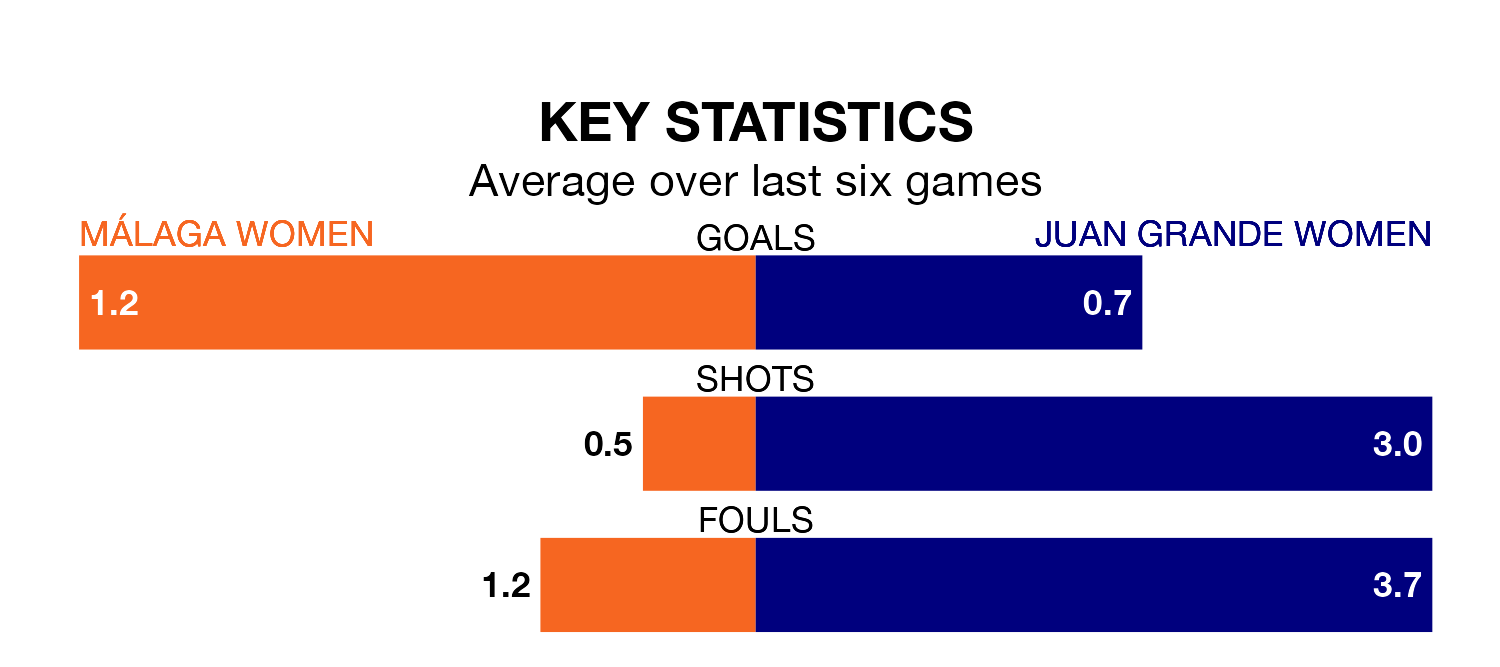 KEY STATISTICS
Average over last six games
MÁLAGA WOMEN GOALS JUAN GRANDE WOMEN
1.2 0.7
SHOTS
0.5 3.0
FOULS
1.2 3.7